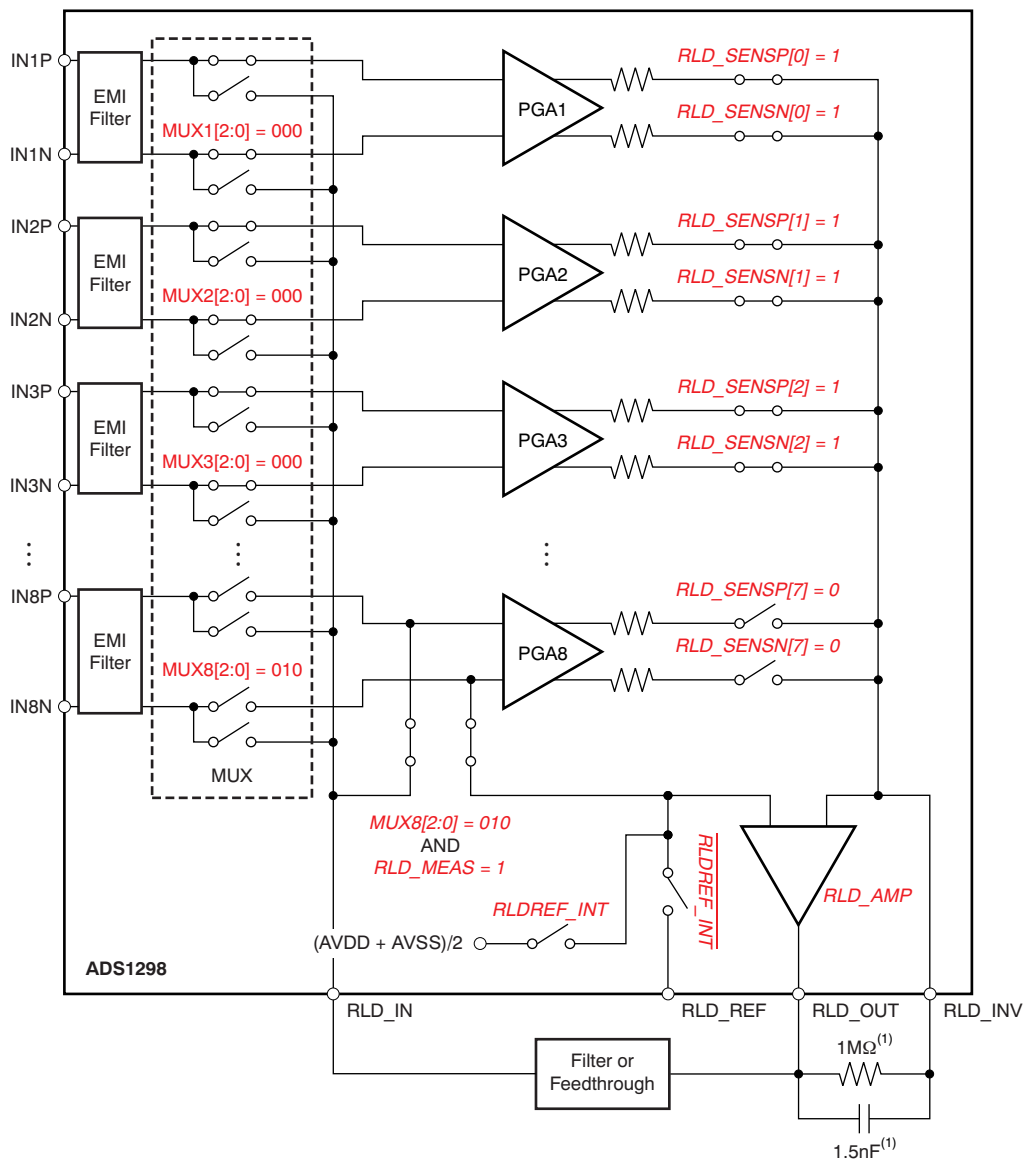 IN1P
EMI
Filter
MUX1[2:0] = 000
IN1N
PGA1
RLD_SENSP[0] = 1
RLD_SENSN[0] = 1
IN2P
EMI
Filter
MUX2[2:0] = 000
IN2N
PGA2
RLD_SENSP[1] = 1
RLD_SENSN[1] = 1
IN3P
EMI
Filter
MUX3[2:0] = 000
IN3N
PGA3
RLD_SENSP[2] = 1
RLD_SENSN[2] = 1
IN8P
EMI
Filter
MUX8[2:0] = 010
IN8N
PGA8
RLD_SENSP[7] = 0
RLD_SENSN[7] = 0
MUX
MUX8[2:0] = 010
AND
RLD_MEAS = 1
RLDREF_INT
RLDREF_INT
RLD_AMP
(AVDD + AVSS)/2
ADS1298
RLD_IN
RLD_REF
RLD_OUT
RLD_INV
Filter or
Feedthrough
1MΩ(1)
1.5nF(1)